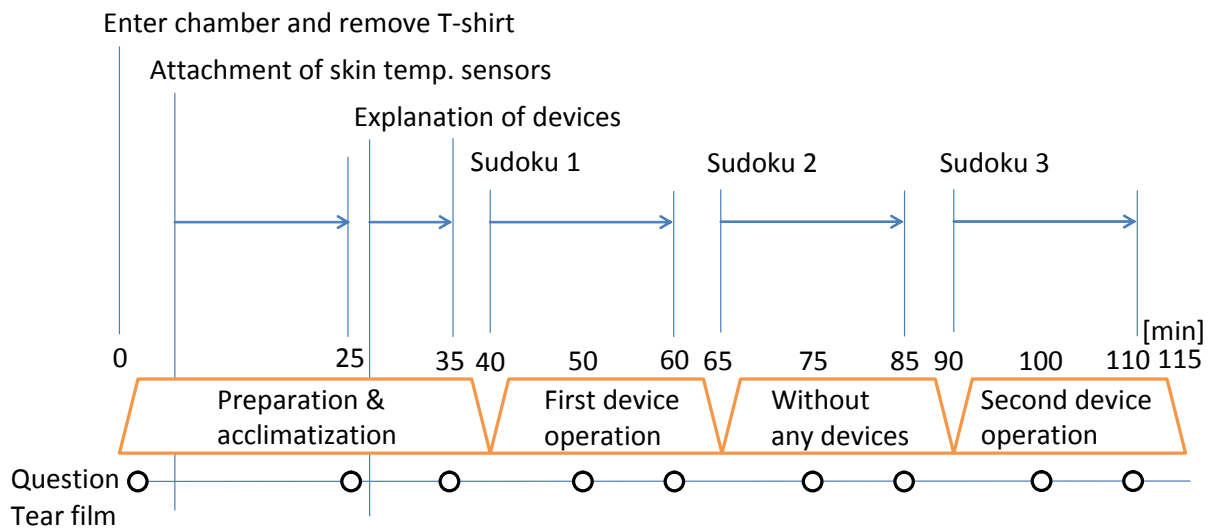 Enter chamber and remove T-shirt
Attachment of skin temp. sensors
Explanation of devices
Sudoku 1
Sudoku 2
Sudoku 3
[min]
0 25 35 40 50 60 65 75 85 90 100 110 115
Preparation &
acclimatization
First device
operation
Without
any devices
Second device
operation
Question
Tear film